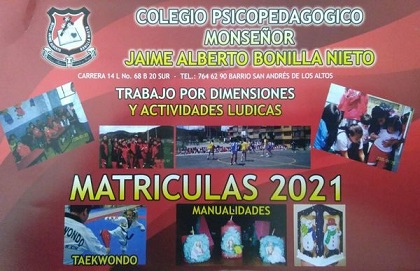 COLEGIO PSICOPEDAGOGICO
MONSEÑOR
JAIME ALBERTO BONILLA NIETO
CARRERA 14 L No. 68 B 20 SUR - TEL.: 764 62 90 BARRIO SAN ANDRÉS DE LOS ALTOS
TRABAJO POR DIMENSIONES
Y ACTIVIDADES LUDICAS
MATRICULAS 2021
MANUALIDADES
WONDO
TAEKWONDO